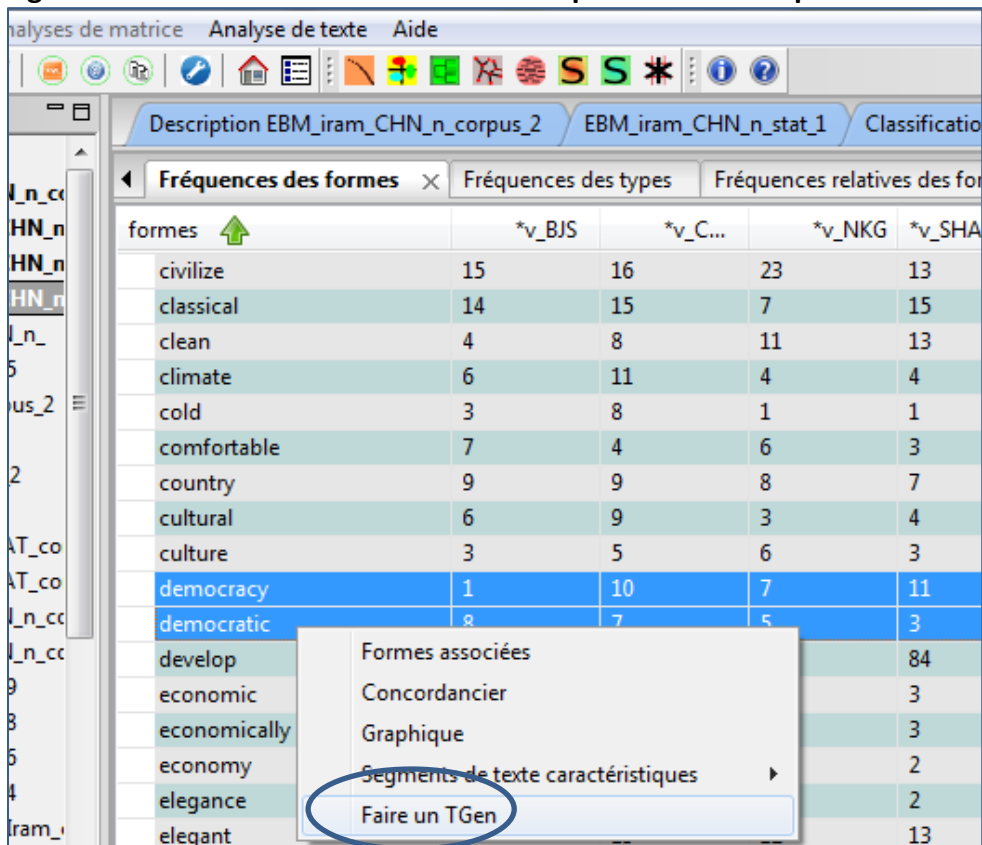 matrice Analyse de texte Aide
Description EBM_iram_CHN_n_corpus_2 EBM_iram_CHN_n_stat_1 Classificatio
Fréquences des formes Fréquences des types Fréquences relatives des for
formes *v_BJS *v_C... *v_NKG *v_SHA
civilize 15 16 23 13
classical 14 15 7 15
clean 4 8 11 13
climate 6 11 4 4
cold 3 8 1 1
comfortable 7 4 6 3
country 9 9 8 7
cultural 6 9 3 4
culture 3 5 6 3
democracy 1 10 7 11
democratic 8 7 5 3
develop 84
economic 3
economically 3
economy 2
elegance 2
elegant 13
Formes associées
Concordancier
Graphique
Segments de texte caractéristiques
Faire un TGen